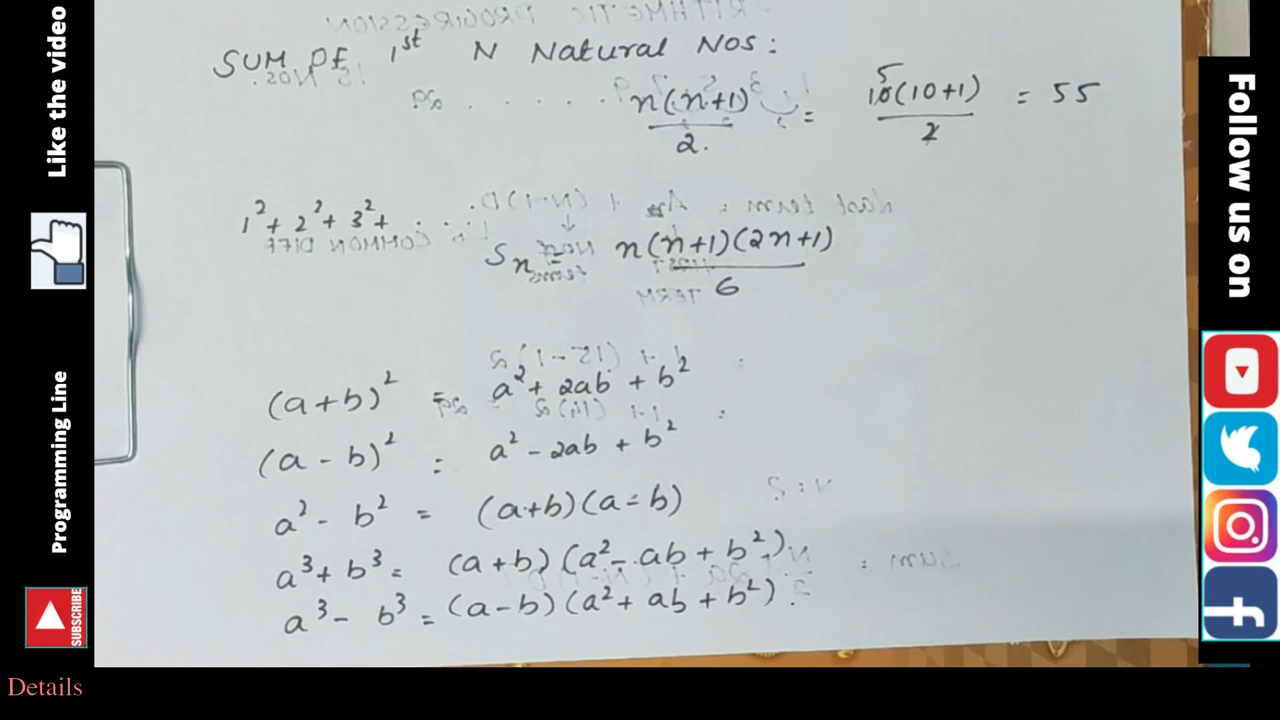 Like the video
Programming Line
SUBSCRIBE
Details
SUM OF 1st N Natural Nos:
n(n+1)/2. = 10(10+1)/2 = 55
5
1² + 2² + 3² + . . . .
Sn = n(n+1)(2n+1)/6
(a+b)² = a² + 2ab + b²
(a - b)² = a² - 2ab + b²
a² - b² = (a+b)(a-b)
a³ + b³ = (a+b)(a² - ab + b²)
a³ - b³ = (a-b)(a² + ab + b²)
Follow us on